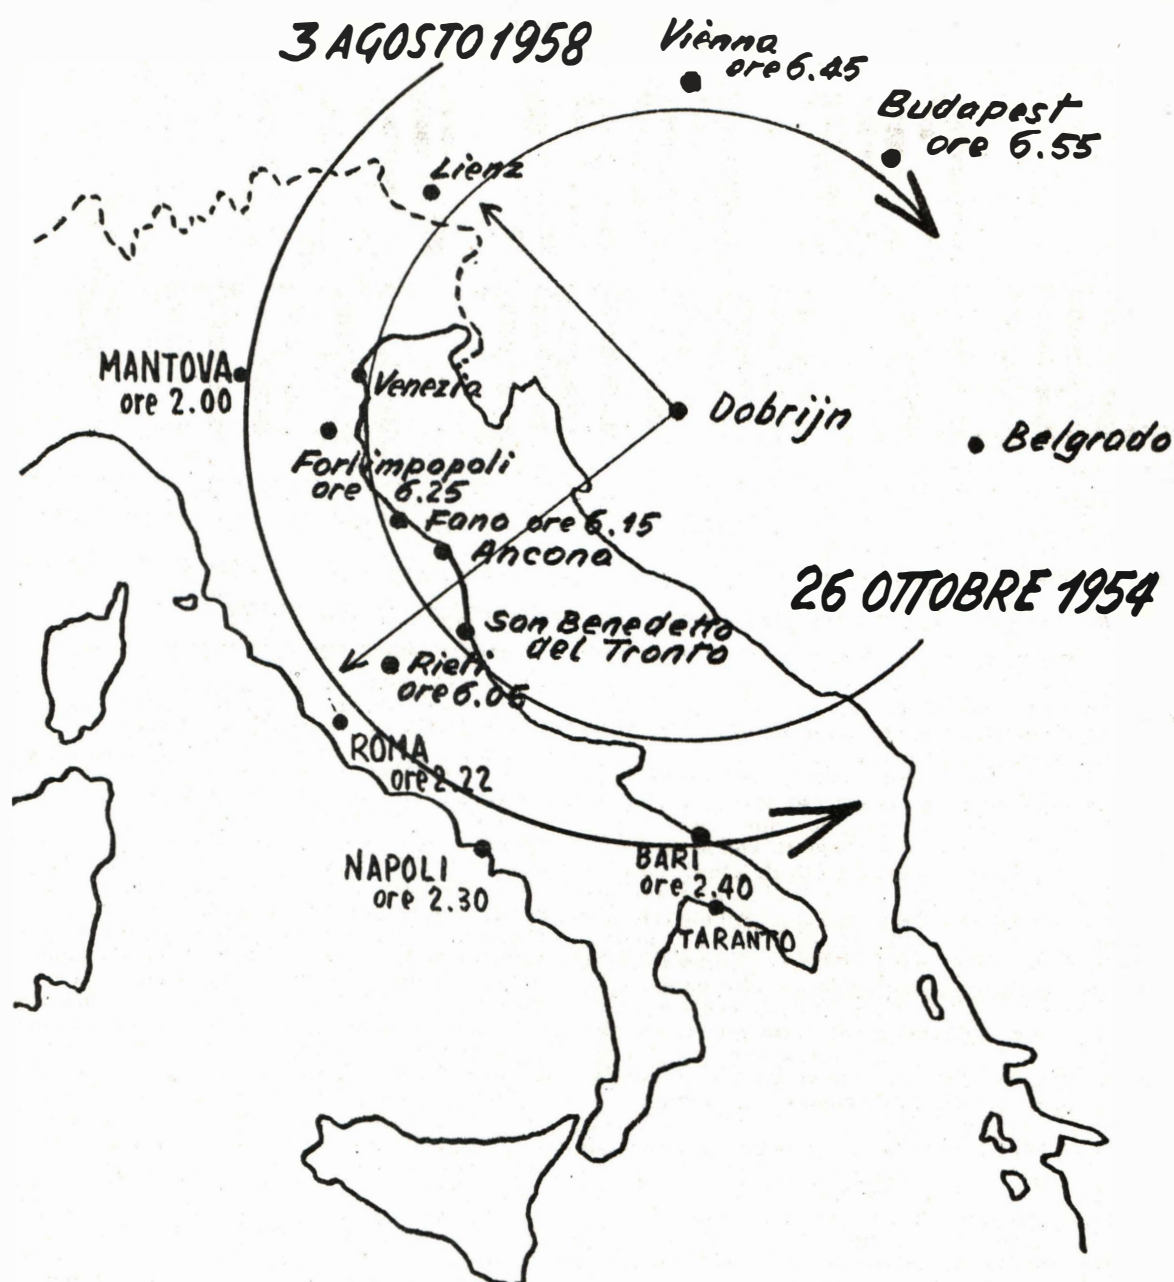 3 AGOSTO 1958
Vienna
ore 6.45
Budapest
ore 6.55
Lienz
MANTOVA
ore 2.00
Venezia
Dobrijn
Belgrado
Forlimpopoli
ore 6.25
Fano ore 6.15
Ancona
26 OTTOBRE 1954
San Benedetto
del Tronto
Rieti
ore 6.05
ROMA
ore 2.22
NAPOLI
ore 2.30
BARI
ore 2.40
TARANTO